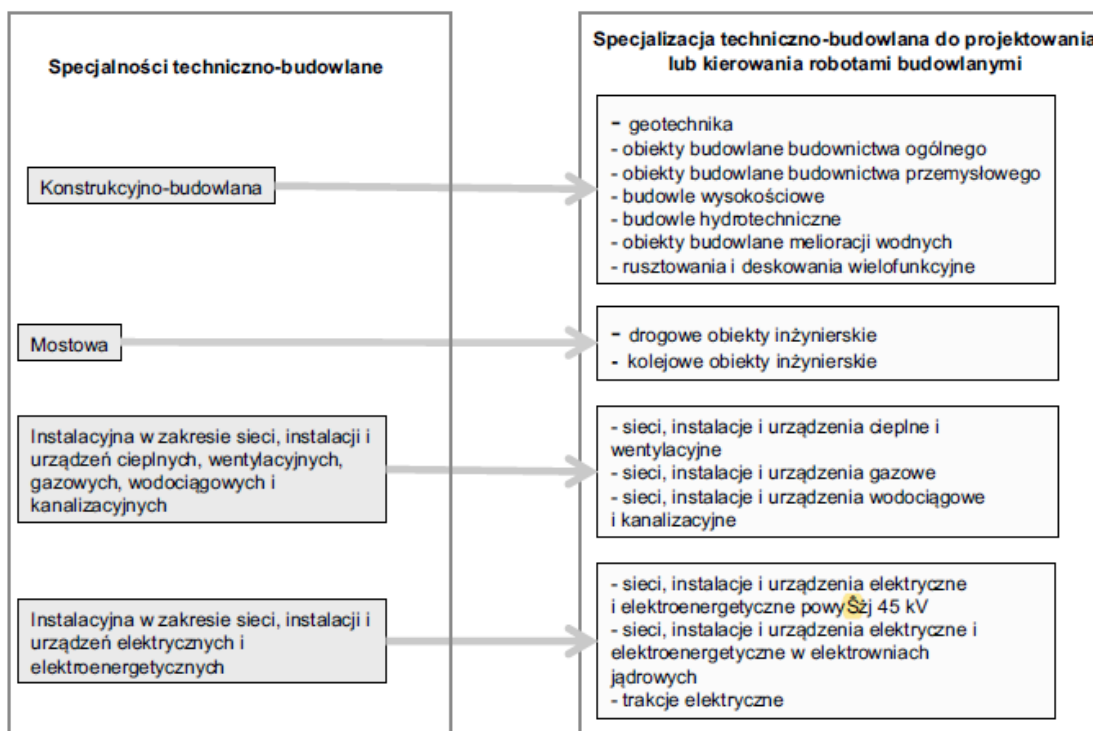 Specjalności techniczno-budowlane
Specjalizacja techniczno-budowlana do projektowania
lub kierowania robotami budowlanymi
Konstrukcyjno-budowlana
- geotechnika
- obiekty budowlane budownictwa ogólnego
- obiekty budowlane budownictwa przemysłowego
- budowle wysokościowe
- budowle hydrotechniczne
- obiekty budowlane melioracji wodnych
- rusztowania i deskowania wielofunkcyjne
Mostowa
- drogowe obiekty inżynierskie
- kolejowe obiekty inżynierskie
Instalacyjna w zakresie sieci, instalacji i
urządzeń cieplnych, wentylacyjnych,
gazowych, wodociągowych i
kanalizacyjnych
- sieci, instalacje i urządzenia cieplne i
wentylacyjne
- sieci, instalacje i urządzenia gazowe
- sieci, instalacje i urządzenia wodociągowe
i kanalizacyjne
Instalacyjna w zakresie sieci, instalacji i
urządzeń elektrycznych i
elektroenergetycznych
- sieci, instalacje i urządzenia elektryczne
i elektroenergetyczne powyŜżj 45 kV
- sieci, instalacje i urządzenia elektryczne i
elektroenergetyczne w elektrowniach
jądrowych
- trakcje elektryczne